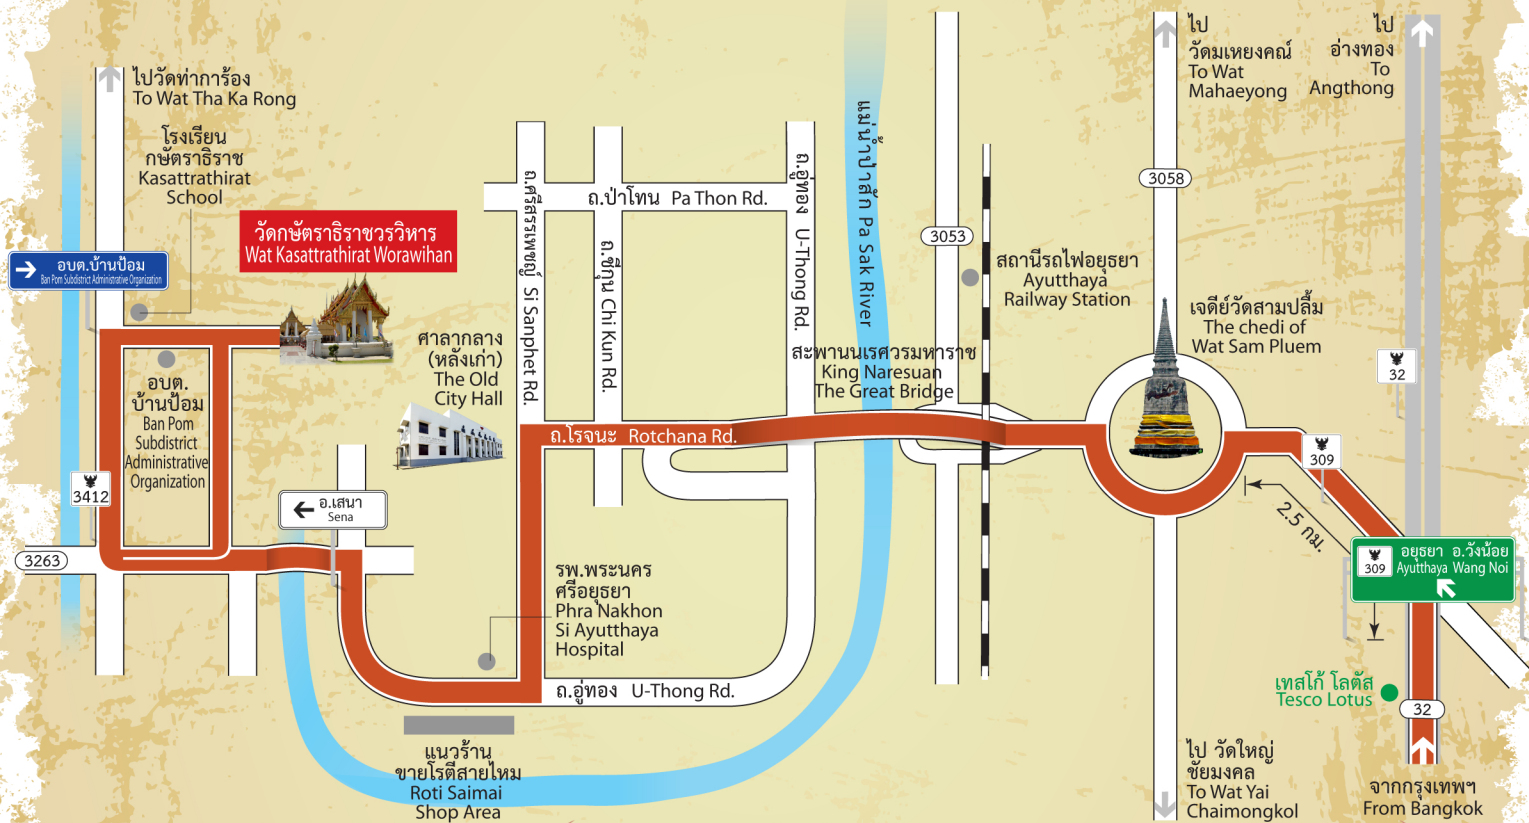 ไปวัดท่าการ้อง
To Wat Tha Ka Rong
โรงเรียน
กษัตราธิราช
Kasattrathirat
School
วัดกษัตราธิราชวรวิหาร
Wat Kasattrathirat Worawihan
อบต.บ้านป้อม
Ban Pom Subdistrict Administrative Organization
อบต.
บ้านป้อม
Ban Pom
Subdistrict
Administrative
Organization
3412
3263
อ.เสนา
Sena
ศาลากลาง
(หลังเก่า)
The Old
City Hall
ถ.ศรีสรรเพชญ์ Si Sanphet Rd.
ถ.ป่าโทน Pa Thon Rd.
ถ.ชีกุน Chi Kun Rd.
ถ.อู่ทอง U-Thong Rd.
แม่น้ำป่าสัก Pa Sak River
ถ.โรจนะ Rotchana Rd.
สะพานนเรศวรมหาราช
King Naresuan
The Great Bridge
รพ.พระนคร
ศรีอยุธยา
Phra Nakhon
Si Ayutthaya
Hospital
ถ.อู่ทอง U-Thong Rd.
แนวร้าน
ขายโรตีสายไหม
Roti Saimai
Shop Area
3053
สถานีรถไฟอยุธยา
Ayutthaya
Railway Station
ไป
วัดมเหยงคณ์
To Wat
Mahaeyong
3058
เจดีย์วัดสามปลื้ม
The chedi of
Wat Sam Pluem
ไป
อ่างทอง
To
Angthong
32
309
2.5 กม.
309
อยุธยา อ.วังน้อย
Ayutthaya Wang Noi
เทสโก้ โลตัส
Tesco Lotus
32
ไป วัดใหญ่
ชัยมงคล
To Wat Yai
Chaimongkol
จากกรุงเทพฯ
From Bangkok